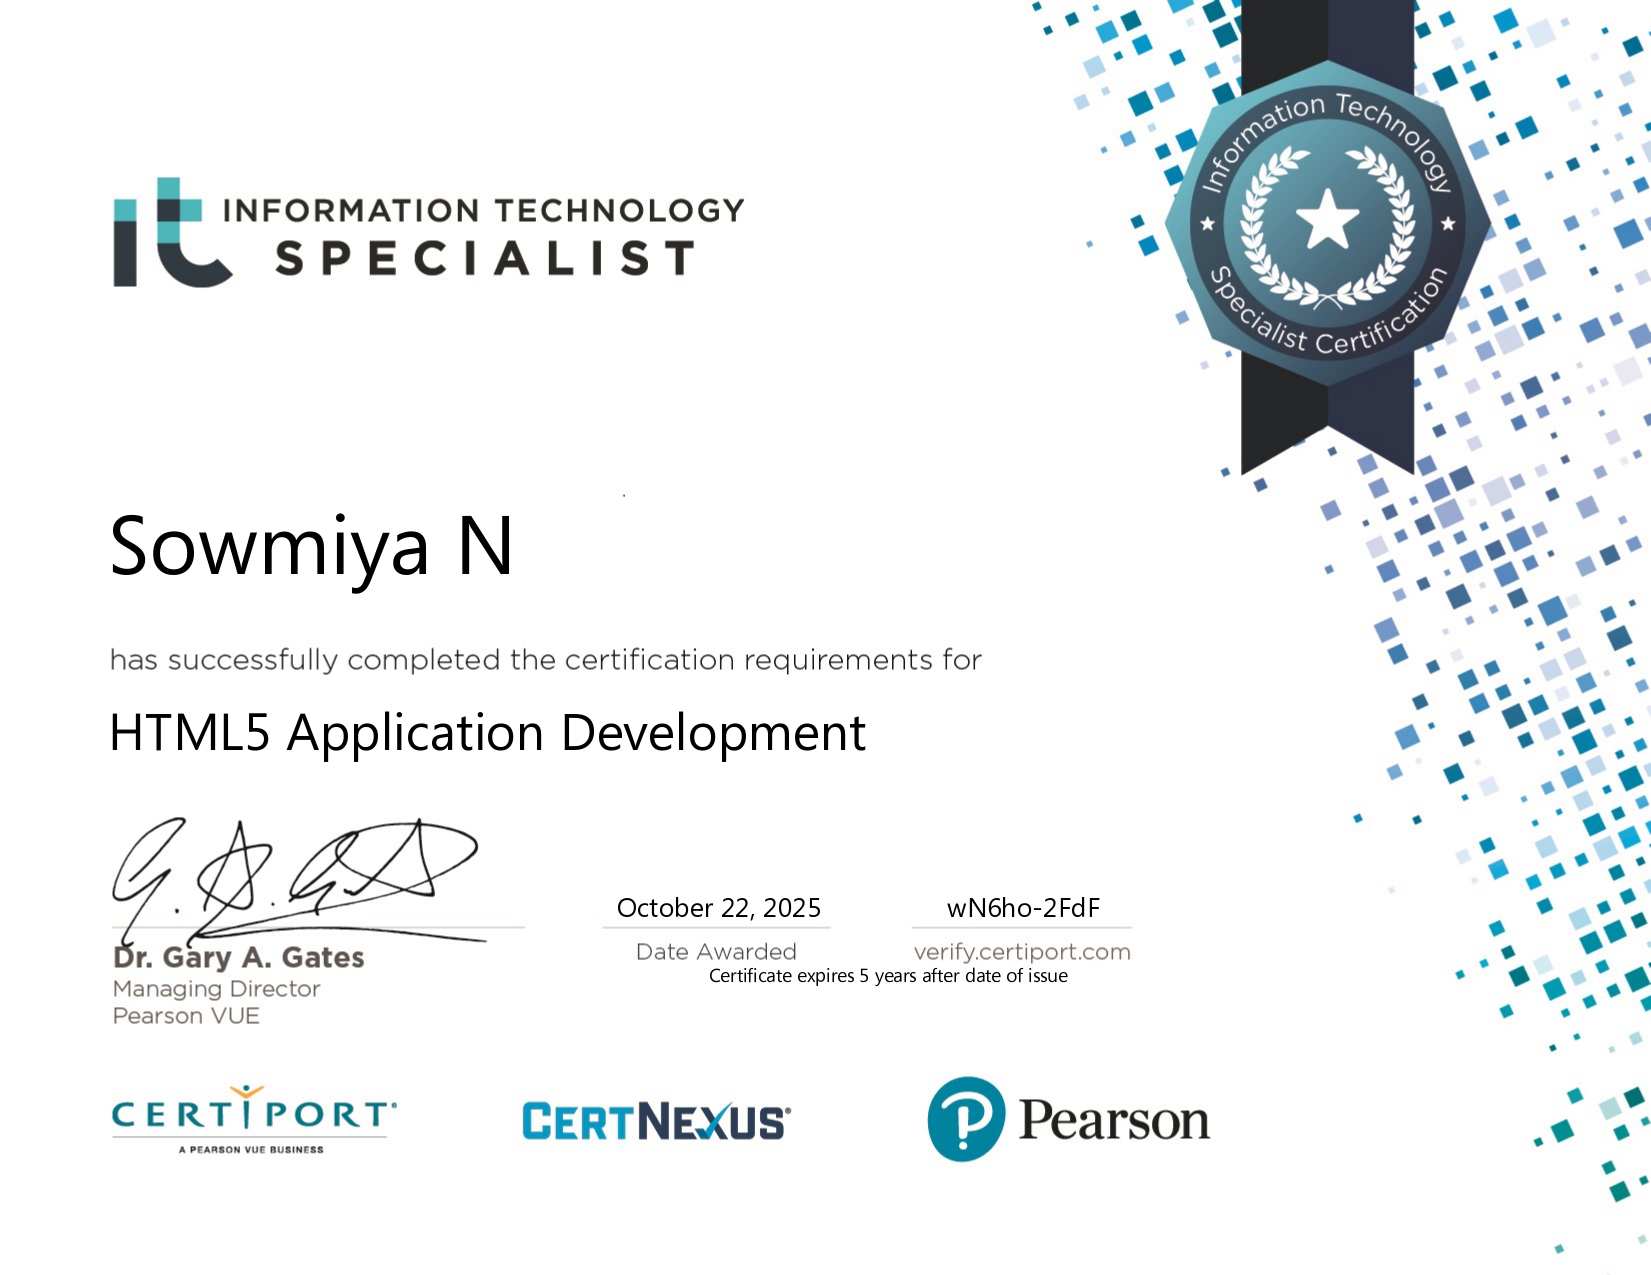 it INFORMATION TECHNOLOGY
SPECIALIST
Information Technology
Specialist Certification
Sowmiya N
has successfully completed the certification requirements for
HTML5 Application Development
G. A. Gates
October 22, 2025
wN6ho-2FdF
Dr. Gary A. Gates
Date Awarded
verify.certiport.com
Certificate expires 5 years after date of issue
Managing Director
Pearson VUE
CERTIPORT®
A PEARSON VUE BUSINESS
CERTNEXUS®
P Pearson